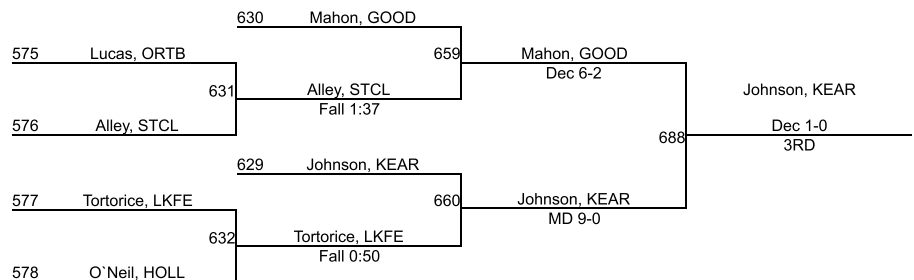 630 Mahon, GOOD
575 Lucas, ORTB
659 Mahon, GOOD
Dec 6-2
631 Alley, STCL
Fall 1:37
Johnson, KEAR
576 Alley, STCL
688 Dec 1-0
3RD
629 Johnson, KEAR
577 Tortorice, LKFE
660 Johnson, KEAR
MD 9-0
632 Tortorice, LKFE
Fall 0:50
578 O`Neil, HOLL